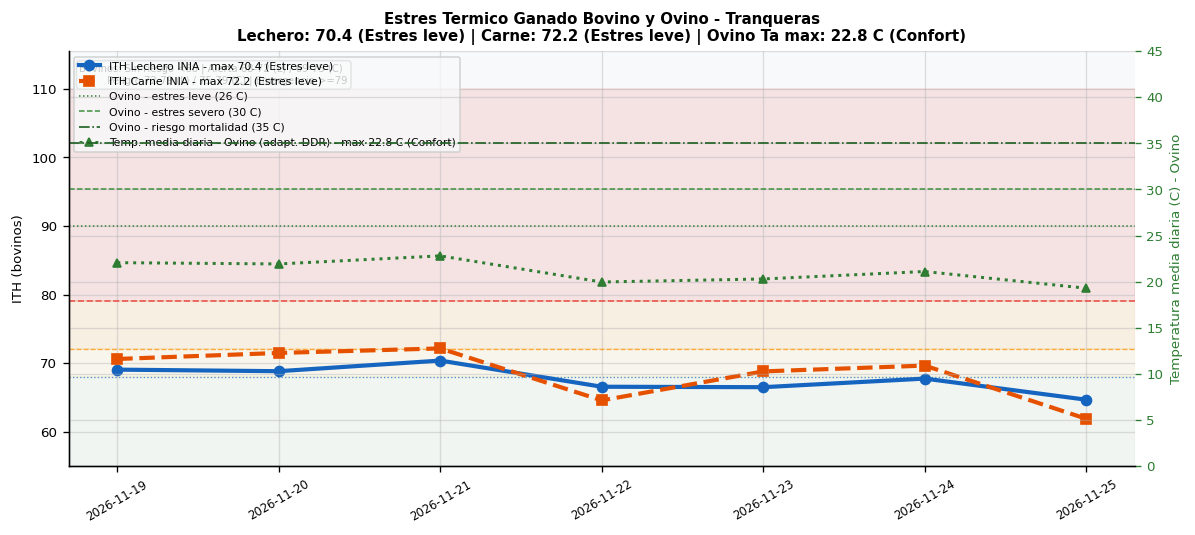 Estres Termico Ganado Bovino y Ovino - Tranqueras
Lechero: 70.4 (Estres leve) | Carne: 72.2 (Estres leve) | Ovino Ta max: 22.8 C (Confort)
ITH Lechero INIA - max 70.4 (Estres leve)
ITH Carne INIA - max 72.2 (Estres leve)
Ovino - estres leve (26 C)
Ovino - estres severo (30 C)
Ovino - riesgo mortalidad (35 C)
Temp. media diaria - Ovino (adapt. DDR) - max 22.8 C (Confort)
ITH (bovinos)
110
100
90
80
70
60
45
40
35
30
25
20
15
10
5
0
Temperatura media diaria (C) - Ovino
2026-11-19
2026-11-20
2026-11-21
2026-11-22
2026-11-23
2026-11-24
2026-11-25